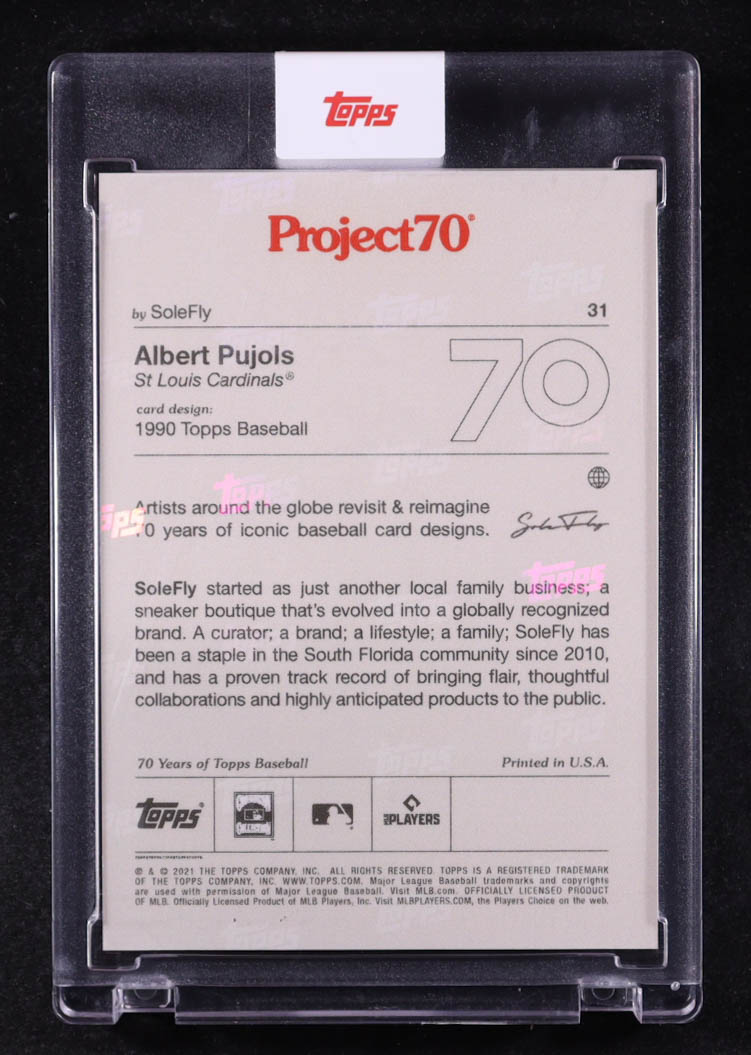 TOPPS
Project70®
by SoleFly
31
Albert Pujols
St Louis Cardinals®
card design:
1990 Topps Baseball
70
Artists around the globe revisit & reimagine
70 years of iconic baseball card designs.
SoleFly
SoleFly started as just another local family business; a
sneaker boutique that's evolved into a globally recognized
brand. A curator; a brand; a lifestyle; a family; SoleFly has
been a staple in the South Florida community since 2010,
and has a proven track record of bringing flair, thoughtful
collaborations and highly anticipated products to the public.
70 Years of Topps Baseball
Printed in U.S.A.
TOPPS®
PLAYERS
® & © 2021 THE TOPPS COMPANY, INC. ALL RIGHTS RESERVED. TOPPS IS A REGISTERED TRADEMARK
OF THE TOPPS COMPANY, INC. WWW.TOPPS.COM. Major League Baseball trademarks and copyrights
are used with permission of Major League Baseball. Visit MLB.com. OFFICIALLY LICENSED PRODUCT
OF MLB. Officially Licensed Product of MLB Players, Inc. Visit MLBPLAYERS.COM, the Players Choice on the web.